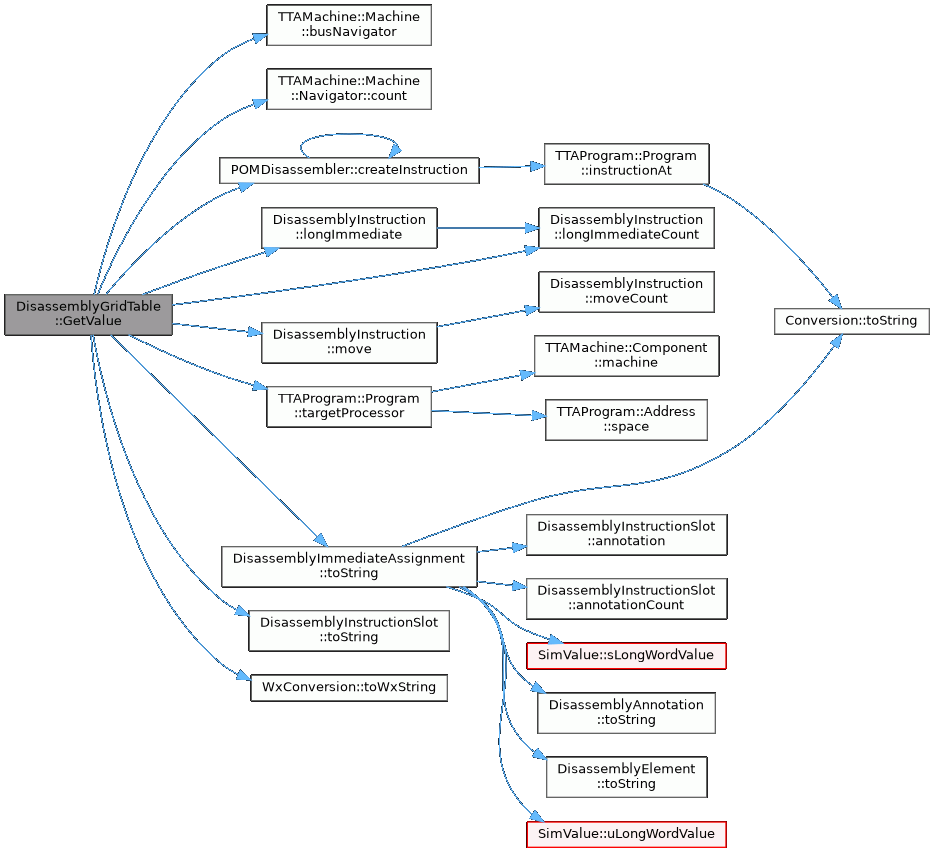 TTAMachine::Machine
::busNavigator
TTAMachine::Machine
::Navigator::count
POMDisassembler::createInstruction
TTAProgram::Program
::instructionAt
DisassemblyInstruction
::longImmediate
DisassemblyInstruction
::longImmediateCount
DisassemblyInstruction
::moveCount
DisassemblyGridTable
::GetValue
Conversion::toString
DisassemblyInstruction
::move
TTAMachine::Component
::machine
TTAProgram::Program
::targetProcessor
TTAProgram::Address
::space
DisassemblyInstructionSlot
::annotation
DisassemblyImmediateAssignment
::toString
DisassemblyInstructionSlot
::annotationCount
DisassemblyInstructionSlot
::toString
SimValue::sLongWordValue
WxConversion::toWxString
DisassemblyAnnotation
::toString
DisassemblyElement
::toString
SimValue::uLongWordValue